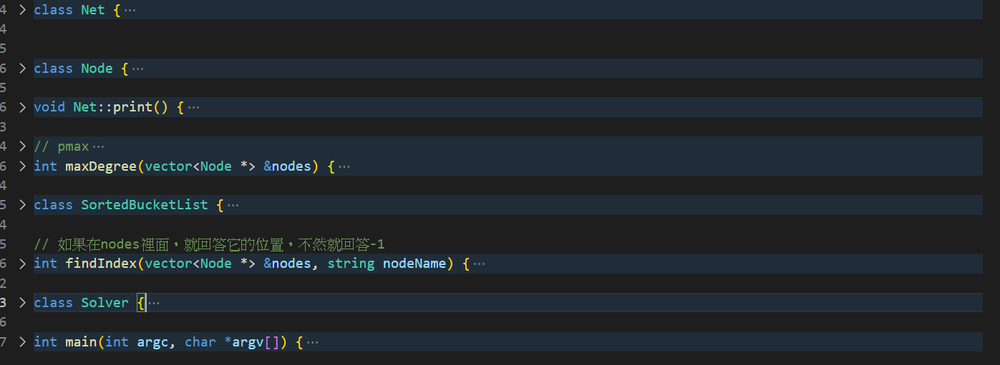 4 > class Net { ···
4
5
6 > class Node { ···
5
6 > void Net::print() { ···
3
4 > // pmax ···
6 > int maxDegree(vector<Node *> &nodes) { ···
4
5 > class SortedBucketList { ···
4
5 // 如果在nodes裡面，就回答它的位置，不然就回答-1
6 > int findIndex(vector<Node *> &nodes, string nodeName) { ···
2
3 > class Solver { ···
6
7 > int main(int argc, char *argv[]) { ···